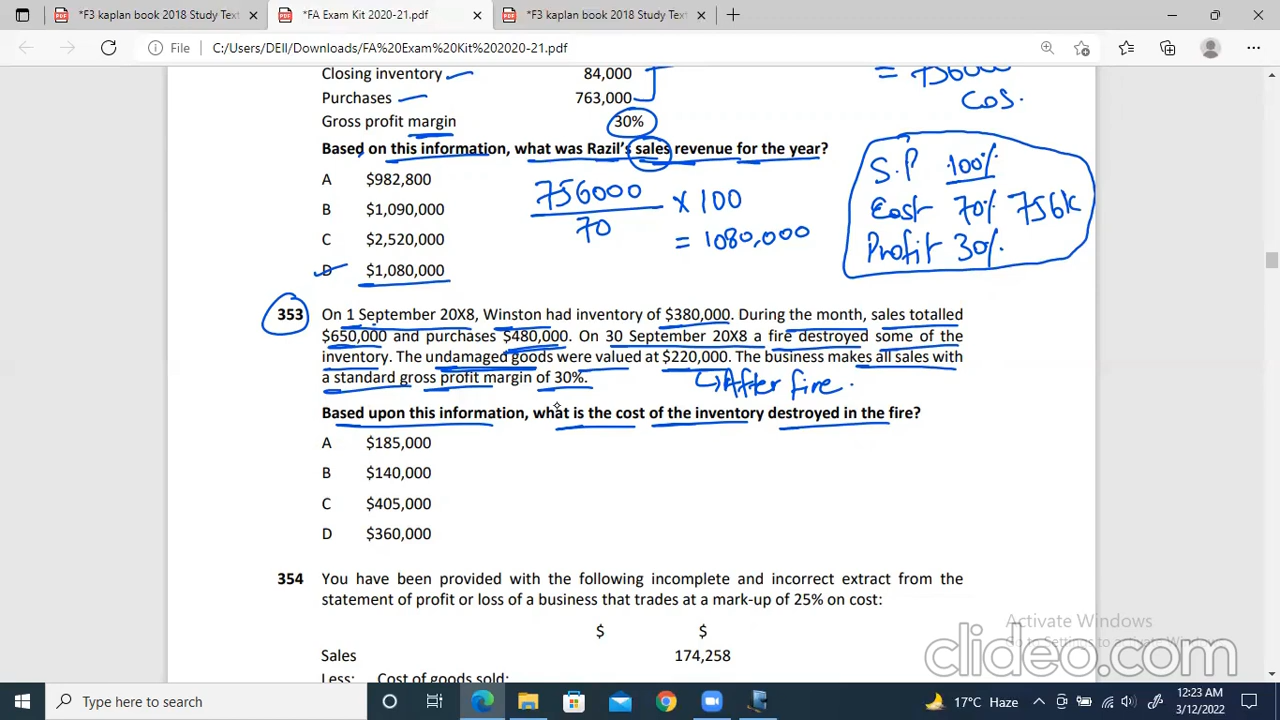 *F3 kaplan book 2018 Study Text
*FA Exam Kit 2020-21.pdf
*F3 kaplan book 2018 Study Text
File C:/Users/DEll/Downloads/FA%20Exam%20Kit%202020-21.pdf
Closing inventory 84,000
Purchases 763,000
COS.
Gross profit margin 30%
Based on this information, what was Razil's sales revenue for the year?
A $982,800
B $1,090,000
C $2,520,000
D $1,080,000
756000
70
× 100
= 1080,000
S.P 100%
Cost 70% 756k
Profit 30%
353 On 1 September 20X8, Winston had inventory of $380,000. During the month, sales totalled
$650,000 and purchases $480,000. On 30 September 20X8 a fire destroyed some of the
inventory. The undamaged goods were valued at $220,000. The business makes all sales with
a standard gross profit margin of 30%.
↳After fire.
Based upon this information, what is the cost of the inventory destroyed in the fire?
A $185,000
B $140,000
C $405,000
D $360,000
354 You have been provided with the following incomplete and incorrect extract from the
statement of profit or loss of a business that trades at a mark-up of 25% on cost:
$ $
Sales 174,258
Less: Cost of goods sold:
Activate Windows
Go to Settings to activate Windows.
clideo.com
Type here to search
17°C Haze
12:23 AM
3/12/2022